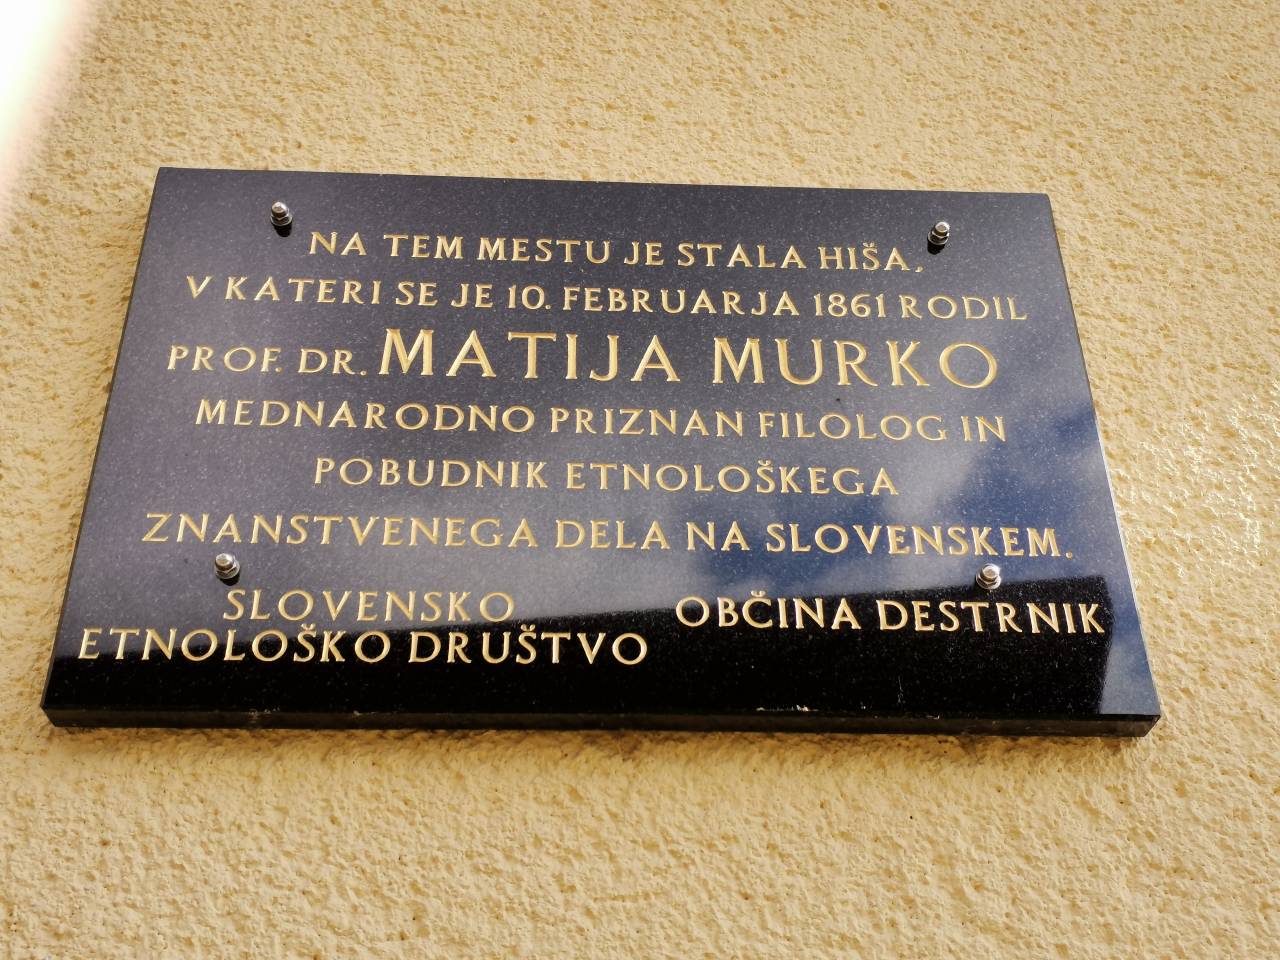 NA TEM MESTU JE STALA HIŠA,
V KATERI SE JE 10. FEBRUARJA 1861 RODIL
PROF. DR. MATIJA MURKO
MEDNARODNO PRIZNAN FILOLOG IN
POBUDNIK ETNOLOŠKEGA
ZNANSTVENEGA DELA NA SLOVENSKEM.
SLOVENSKO
ETNOLOŠKO DRUŠTVO
OBČINA DESTRNIK